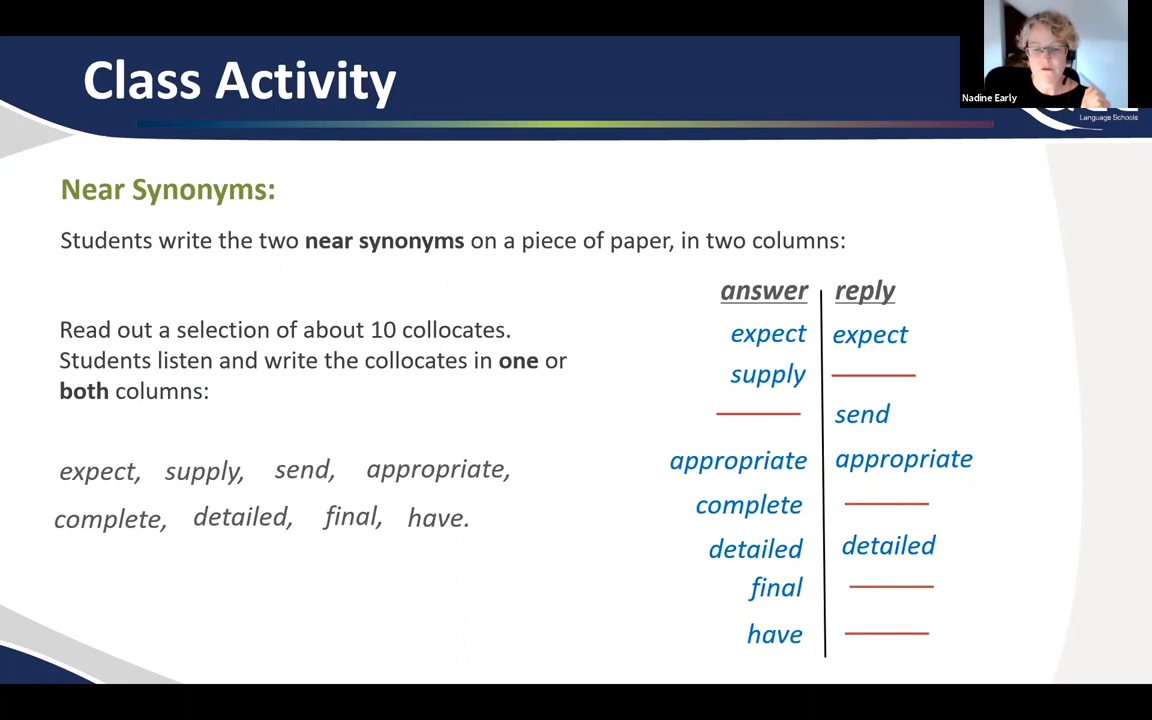 Class Activity
Nadine Early
Language Schools
Near Synonyms:
Students write the two near synonyms on a piece of paper, in two columns:
Read out a selection of about 10 collocates.
Students listen and write the collocates in one or
both columns:
expect, supply, send, appropriate,
complete, detailed, final, have.
answer reply
expect expect
supply
send
appropriate appropriate
complete
detailed detailed
final
have